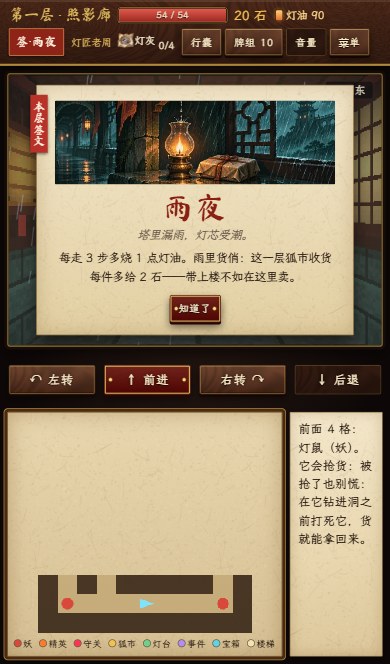 第一层·照影廊
54 / 54
20 石
灯油 90
签·雨夜
灯匠老周
灯灰 0/4
行囊
牌组 10
音量
菜单
东
本层签文
雨夜
塔里漏雨，灯芯受潮。
每走 3 步多烧 1 点灯油。雨里货俏：这一层狐市收货
每件多给 2 石——带上楼不如在这里卖。
知道了
↶ 左转
↑ 前进
右转 ↷
↓ 后退
前面 4 格：
灯鼠（妖）。
它会抢货：被
抢了也别慌：
在它钻进洞之
前打死它，货
就能拿回来。
妖
精英
守关
狐市
灯台
事件
宝箱
楼梯